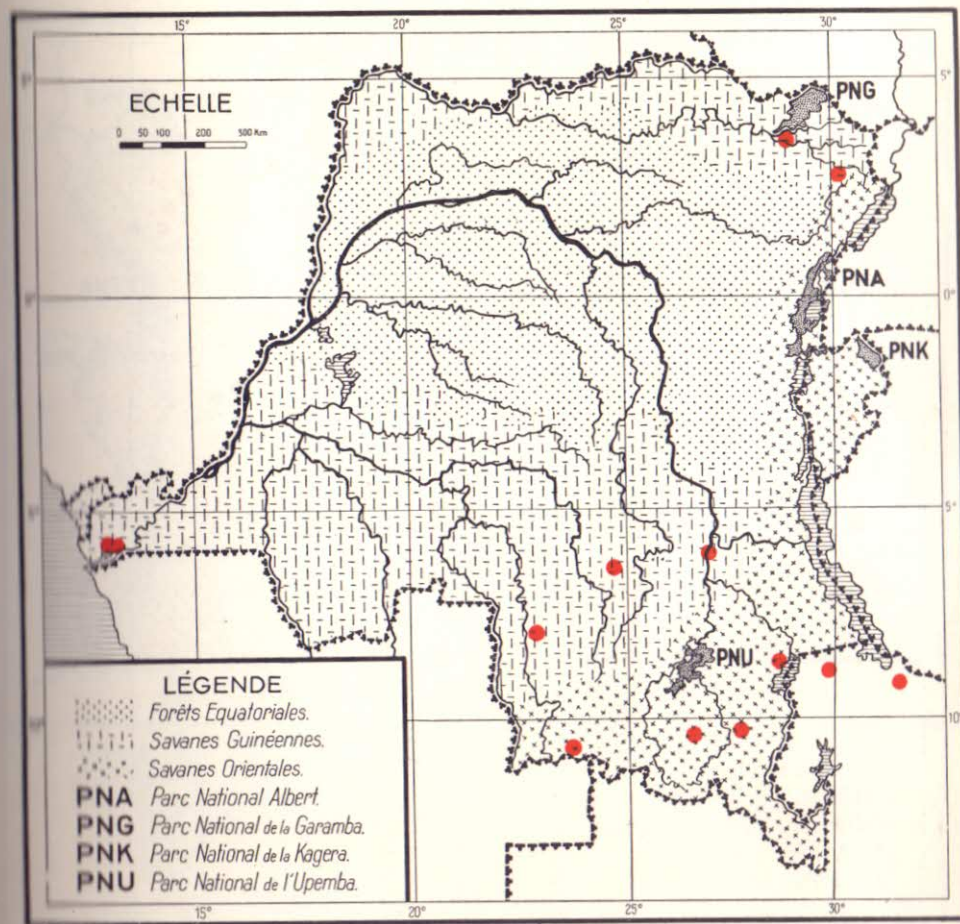 15° 20° 25° 30°
5° 5°
PNG
ECHELLE
0 50 100 200 500 Km
PNA
0°
PNK
5°
PNU
LÉGENDE
Forêts Equatoriales.
Savanes Guinéennes.
Savanes Orientales.
10°
PNA Parc National Albert.
PNG Parc National de la Garamba.
PNK Parc National de la Kagera.
PNU Parc National de l'Upemba.
15° 20° 25° 30°